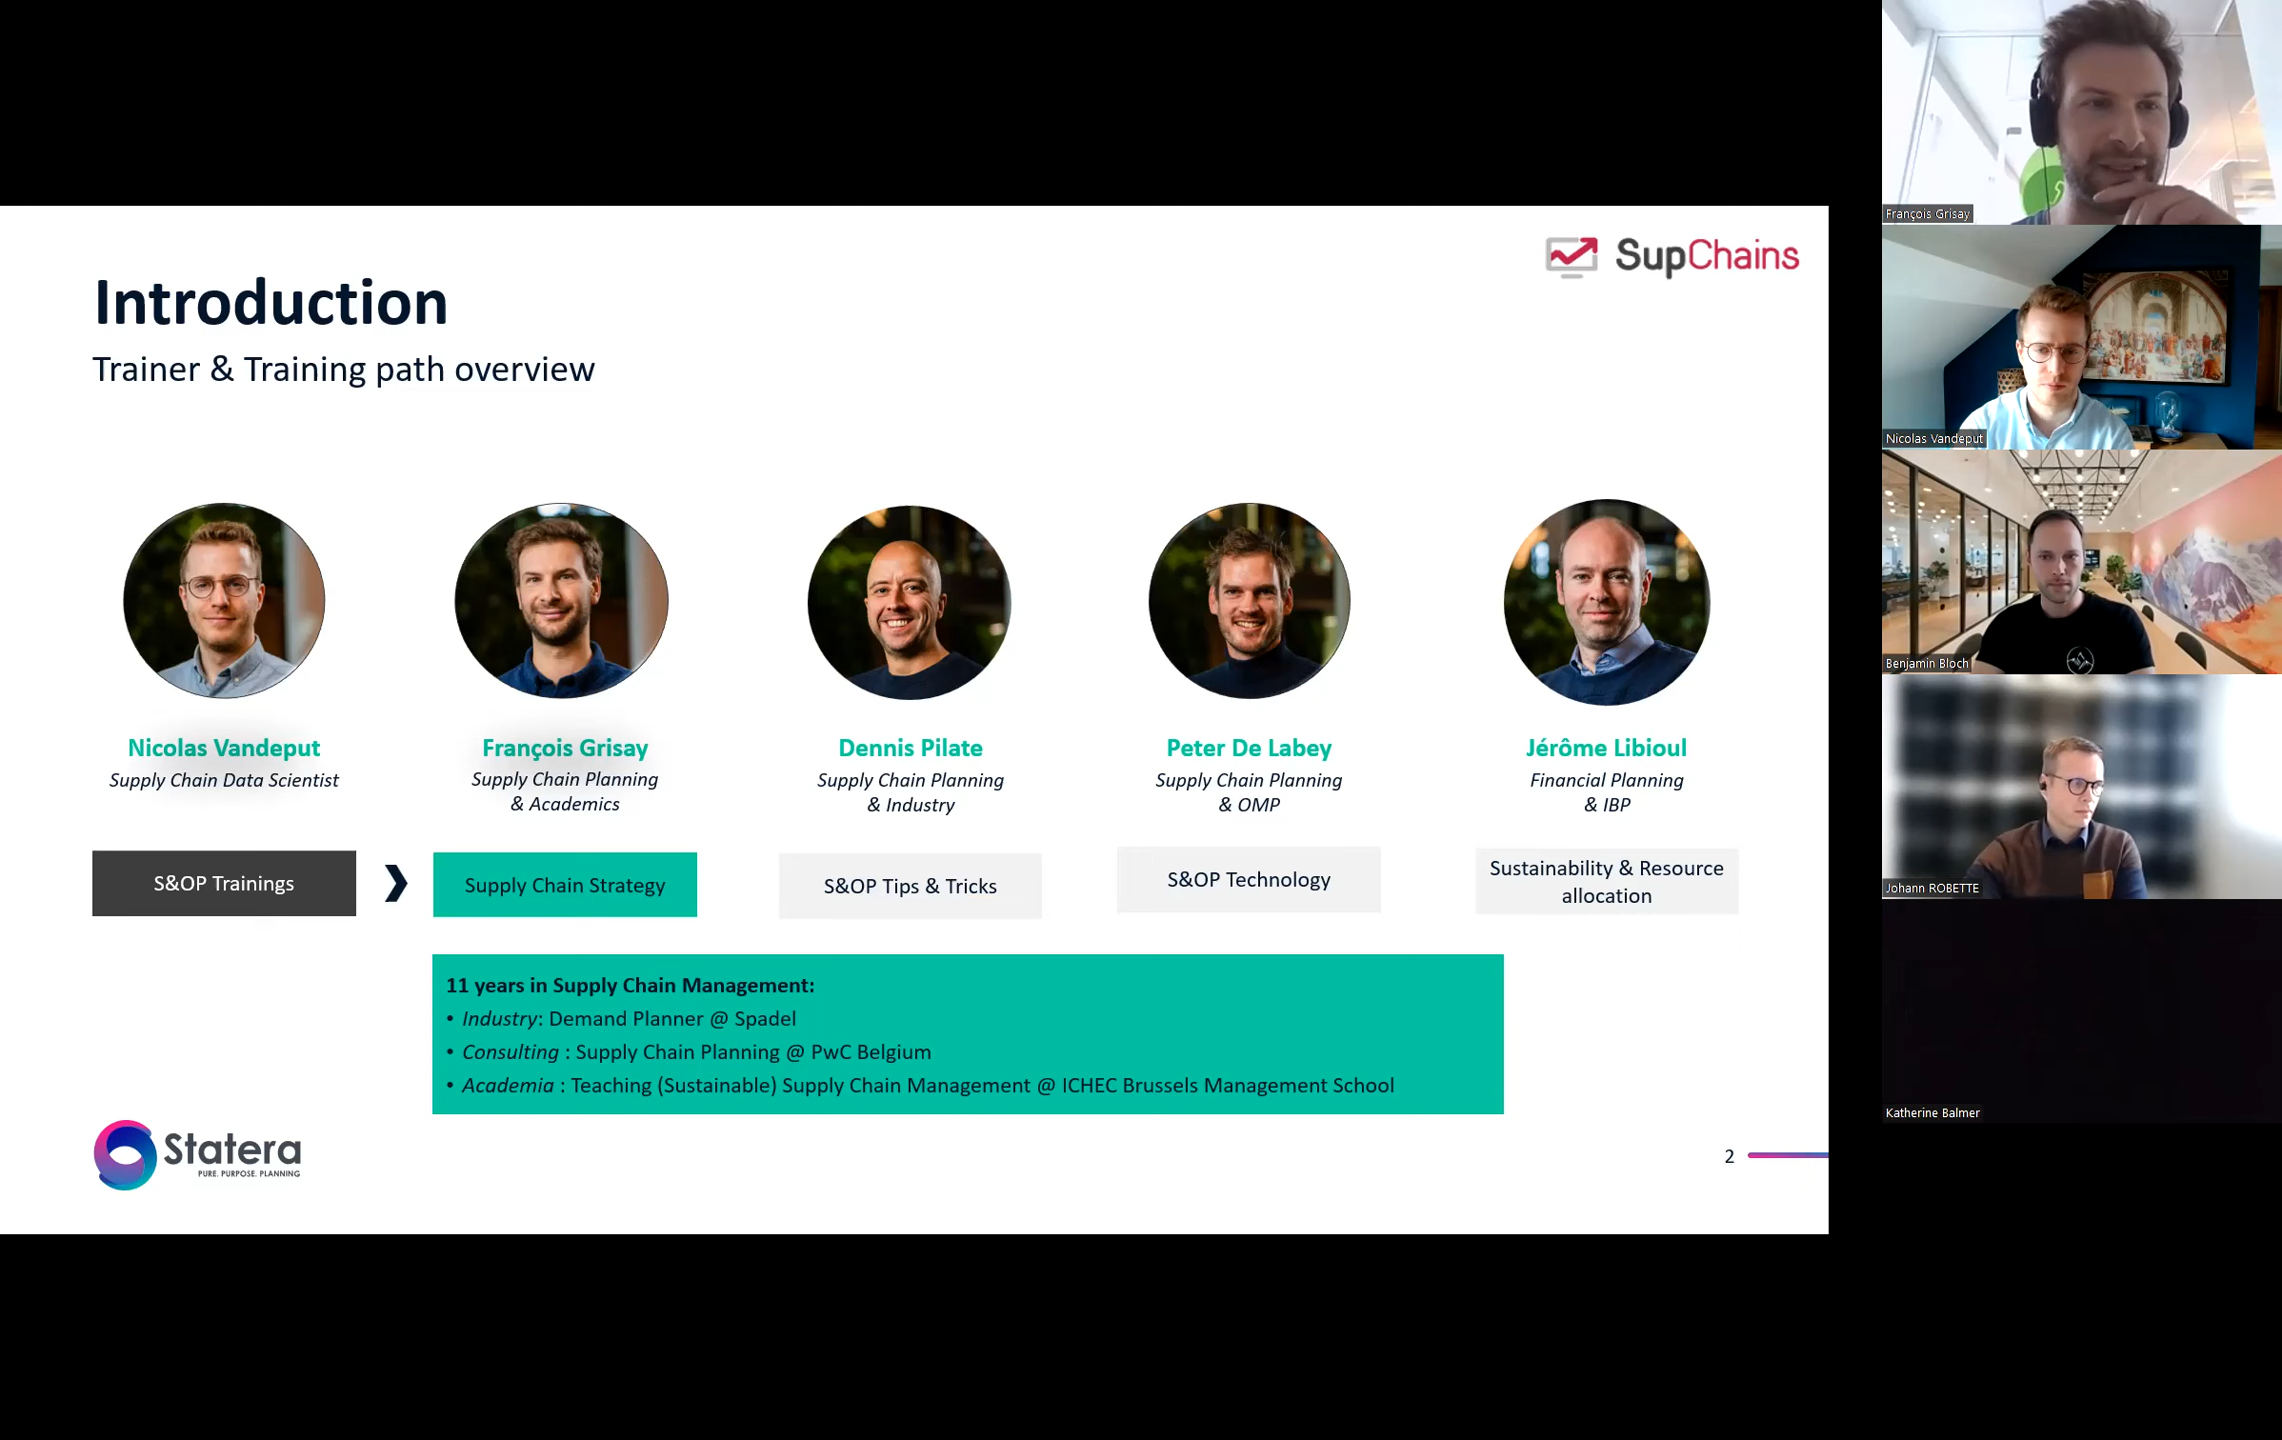 SupChains
Introduction
Trainer & Training path overview
Nicolas Vandeput
Supply Chain Data Scientist
François Grisay
Supply Chain Planning
& Academics
Dennis Pilate
Supply Chain Planning
& Industry
Peter De Labey
Supply Chain Planning
& OMP
Jérôme Libioul
Financial Planning
& IBP
S&OP Trainings
Supply Chain Strategy
S&OP Tips & Tricks
S&OP Technology
Sustainability & Resource
allocation
11 years in Supply Chain Management:
• Industry: Demand Planner @ Spadel
• Consulting : Supply Chain Planning @ PwC Belgium
• Academia : Teaching (Sustainable) Supply Chain Management @ ICHEC Brussels Management School
Statera
PURE. PURPOSE. PLANNING
2
François Grisay
Nicolas Vandeput
Benjamin Bloch
Johann ROBETTE
Katherine Balmer